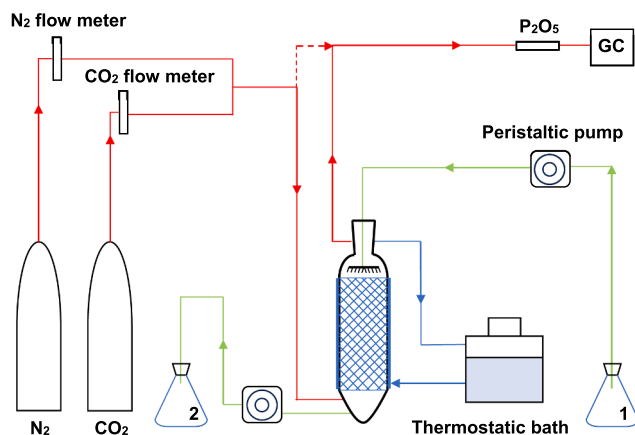 N₂ flow meter
CO₂ flow meter
P₂O₅
GC
Peristaltic pump
2
1
N₂
CO₂
Thermostatic bath